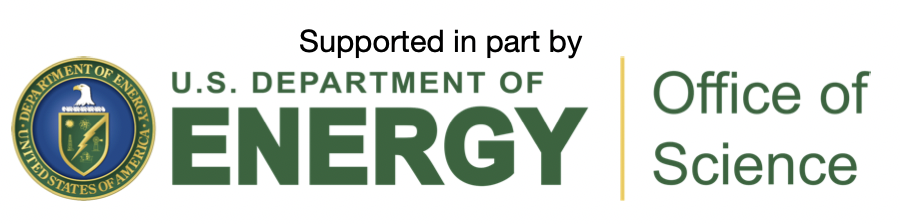 Supported in part by
DEPARTMENT OF ENERGY
UNITED STATES OF AMERICA
U.S. DEPARTMENT OF
ENERGY
Office of
Science